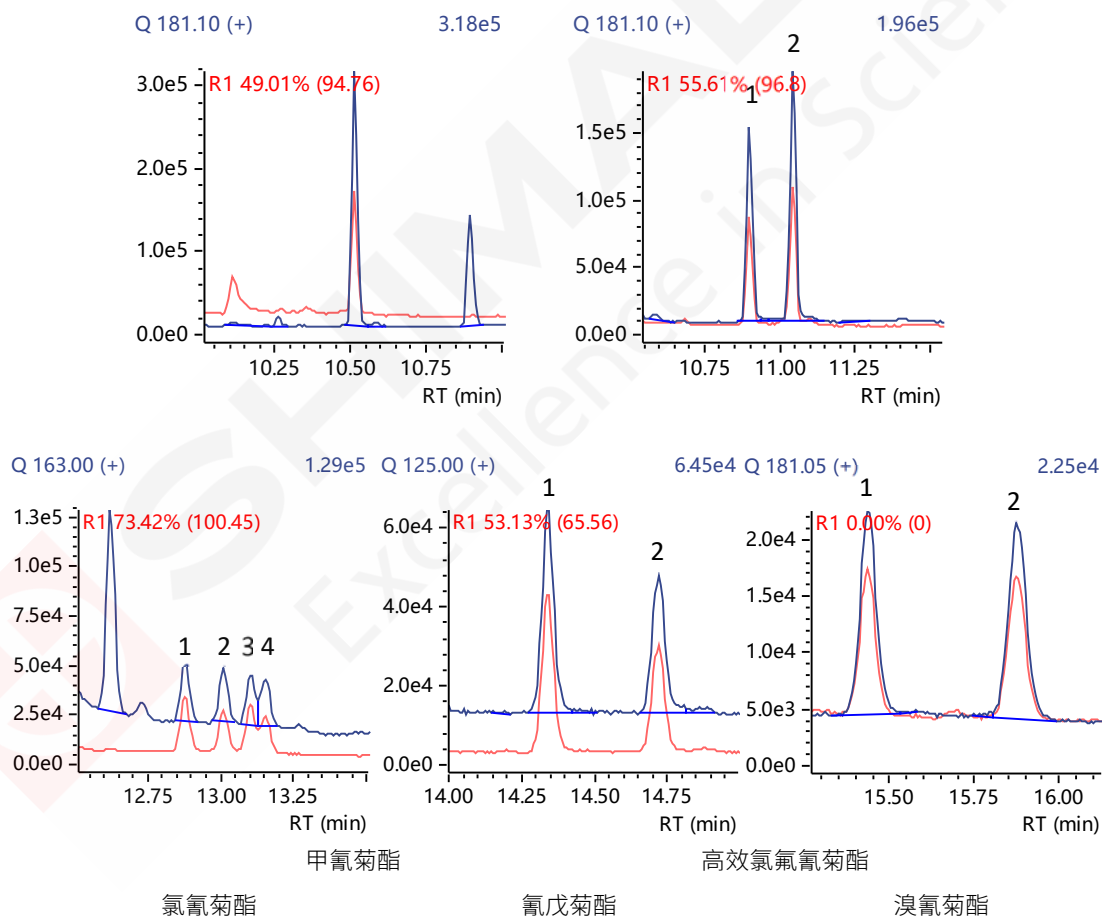 Q 181.10 (+) 3.18e5
R1 49.01% (94.76)
3.0e5
2.0e5
1.0e5
0.0e0
10.25 10.50 10.75
RT (min)
Q 181.10 (+) 1.96e5
2
R1 55.61% (96.8)
1
1.5e5
1.0e5
5.0e4
0.0e0
10.75 11.00 11.25
RT (min)
Q 163.00 (+) 1.29e5
R1 73.42% (100.45)
1.3e5
1.0e5
7.5e4
5.0e4
2.5e4
0.0e0
1 2 3 4
12.75 13.00 13.25
RT (min)
Q 125.00 (+) 6.45e4
1
R1 53.13% (65.56)
2
6.0e4
4.0e4
2.0e4
0.0e0
14.00 14.25 14.50 14.75
RT (min)
Q 181.05 (+) 2.25e4
1 2
R1 0.00% (0)
2.0e4
1.5e4
1.0e4
5.0e3
0.0e0
15.50 15.75 16.00
RT (min)
甲氰菊酯 高效氯氟氰菊酯
氯氰菊酯 氰戊菊酯 溴氰菊酯
SHIMA
Excellence in Scie